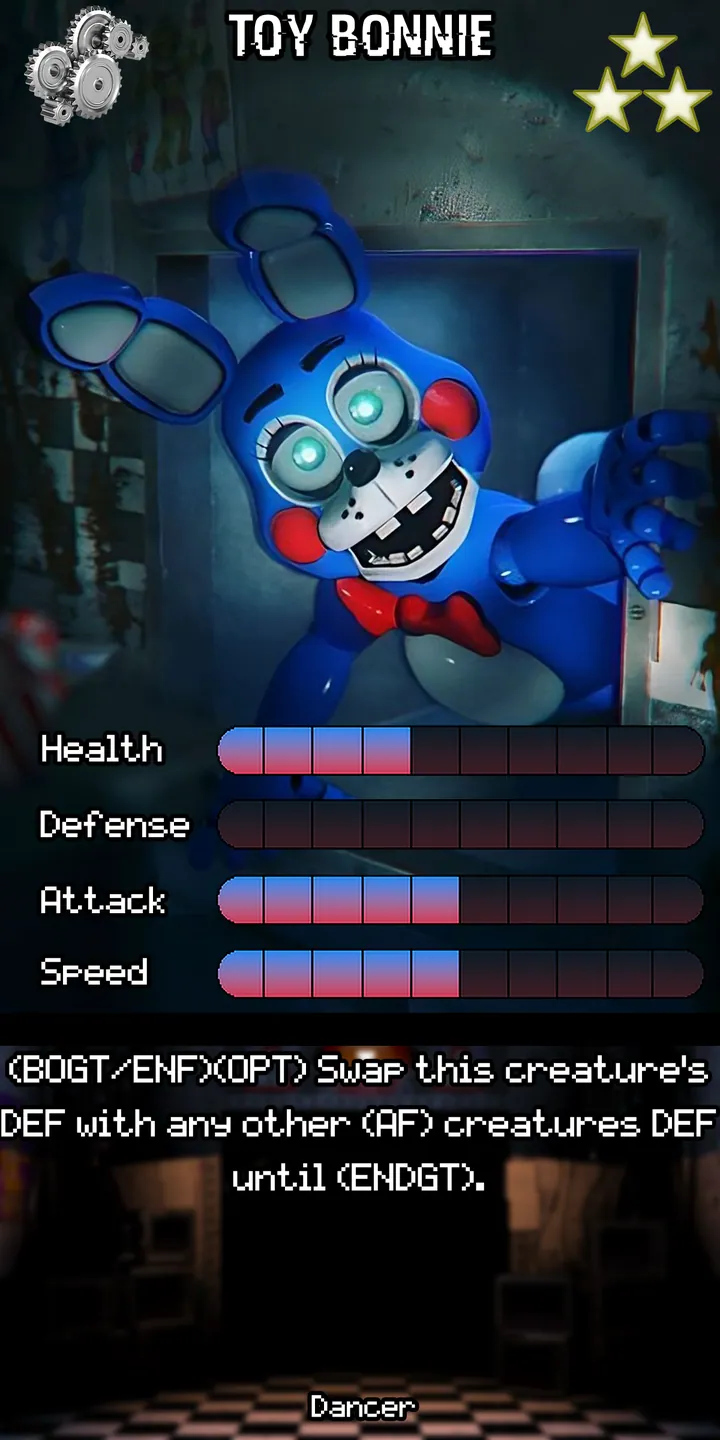 TOY BONNIE
Health
Defense
Attack
Speed
(BOGT/ENF)(OPT) Swap this creature's
DEF with any other (AF) creatures DEF
until (ENDGT).
Dancer